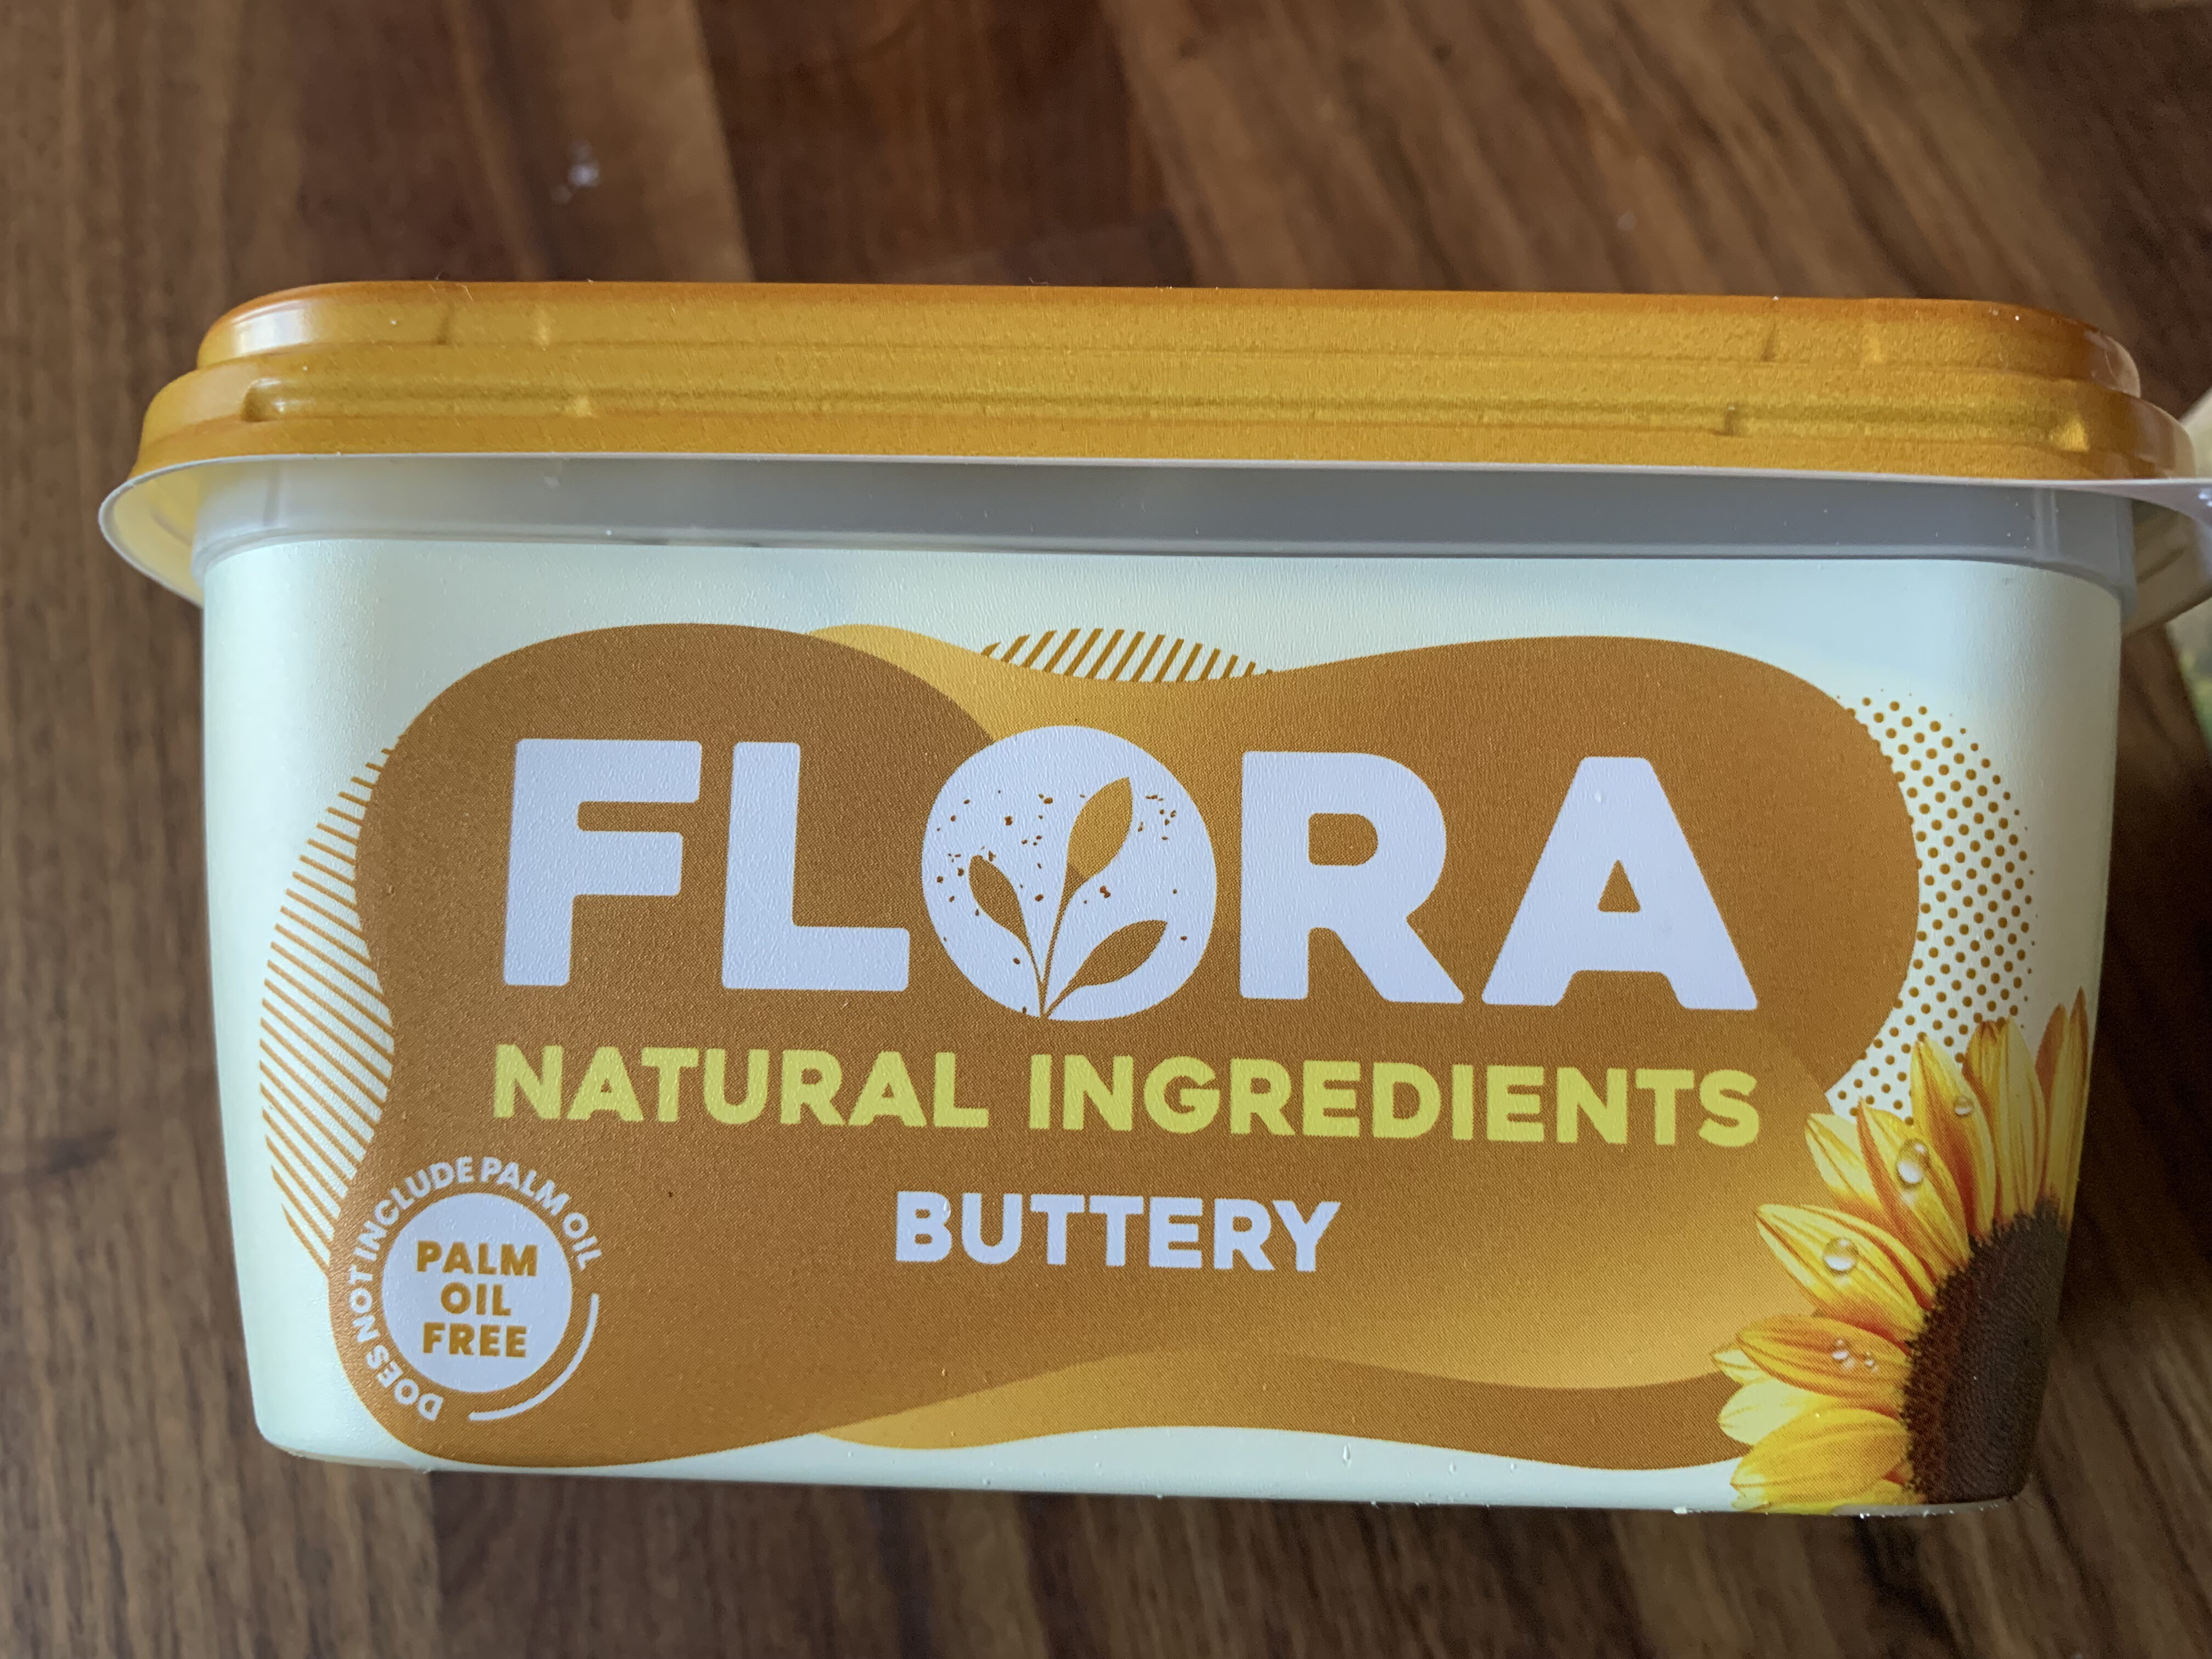 FLORA
NATURAL INGREDIENTS
BUTTERY
DOES NOT INCLUDE PALM OIL
PALM
OIL
FREE